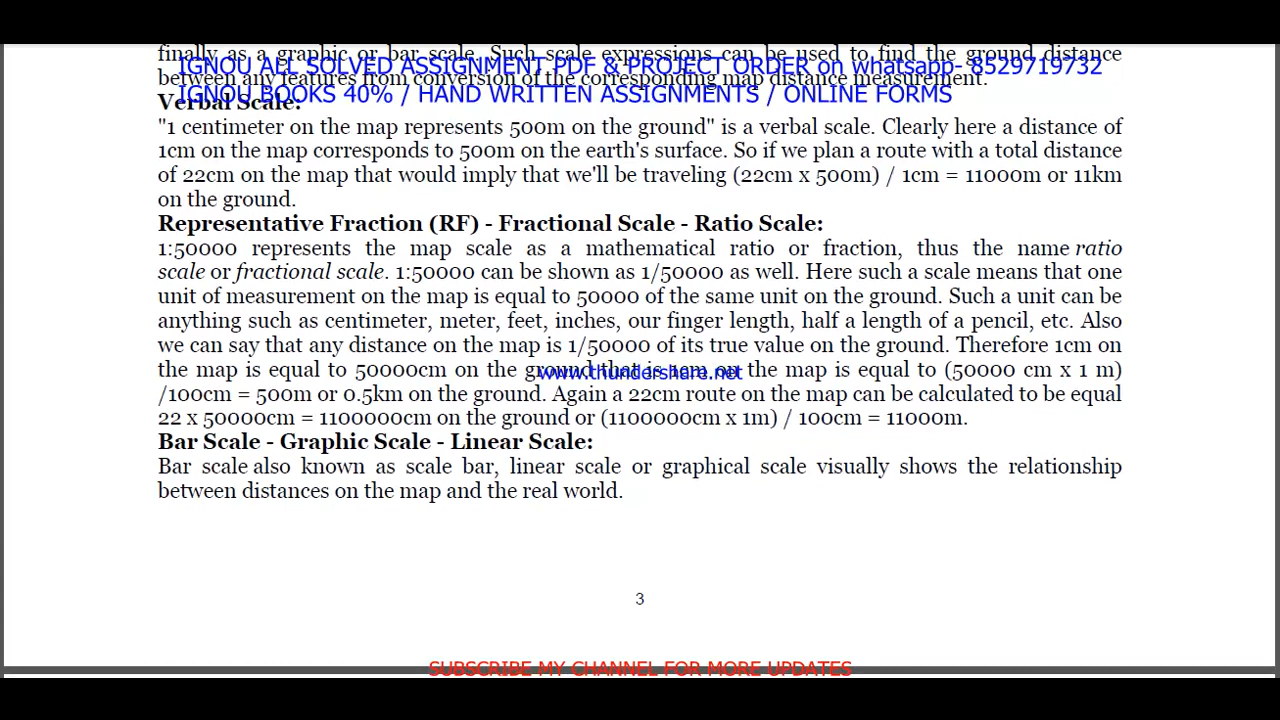 finally as a graphic or bar scale. Such scale expressions can be used to find the ground distance
IGNOU ALL SOLVED ASSIGNMENT PDF & PROJECT ORDER on whatsapp- 8529719732
between any features from conversion of the corresponding map distance measurement.
IGNOU BOOKS 40% / HAND WRITTEN ASSIGNMENTS / ONLINE FORMS
Verbal Scale:
"1 centimeter on the map represents 500m on the ground" is a verbal scale. Clearly here a distance of
1cm on the map corresponds to 500m on the earth's surface. So if we plan a route with a total distance
of 22cm on the map that would imply that we'll be traveling (22cm x 500m) / 1cm = 11000m or 11km
on the ground.
Representative Fraction (RF) - Fractional Scale - Ratio Scale:
1:50000 represents the map scale as a mathematical ratio or fraction, thus the name ratio
scale or fractional scale. 1:50000 can be shown as 1/50000 as well. Here such a scale means that one
unit of measurement on the map is equal to 50000 of the same unit on the ground. Such a unit can be
anything such as centimeter, meter, feet, inches, our finger length, half a length of a pencil, etc. Also
we can say that any distance on the map is 1/50000 of its true value on the ground. Therefore 1cm on
the map is equal to 50000cm on the ground that is 1cm on the map is equal to (50000 cm x 1 m)
www.thundershare.net
/100cm = 500m or 0.5km on the ground. Again a 22cm route on the map can be calculated to be equal
22 x 50000cm = 1100000cm on the ground or (1100000cm x 1m) / 100cm = 11000m.
Bar Scale - Graphic Scale - Linear Scale:
Bar scale also known as scale bar, linear scale or graphical scale visually shows the relationship
between distances on the map and the real world.
3
SUBSCRIBE MY CHANNEL FOR MORE UPDATES